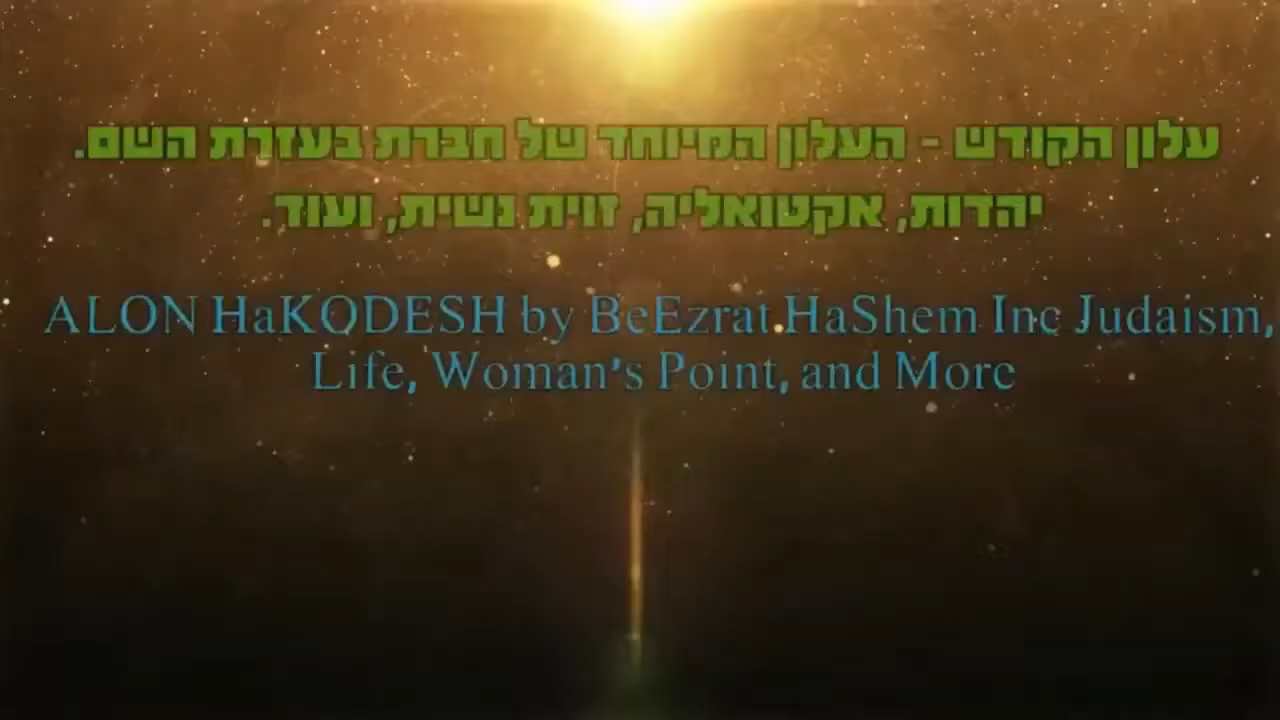 עלון הקודש - העלון המיוחד של חברת בעזרת השם.
יהדות, אקטואליה, זוית נשית, ועוד.
ALON HaKODESH by BeEzrat HaShem Inc Judaism,
Life, Woman's Point, and More